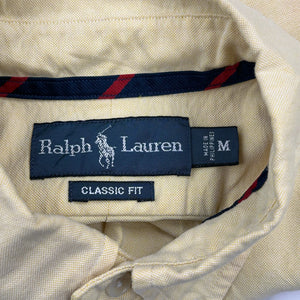 Ralph Lauren
MADE IN
PHILIPPINES
M
CLASSIC FIT